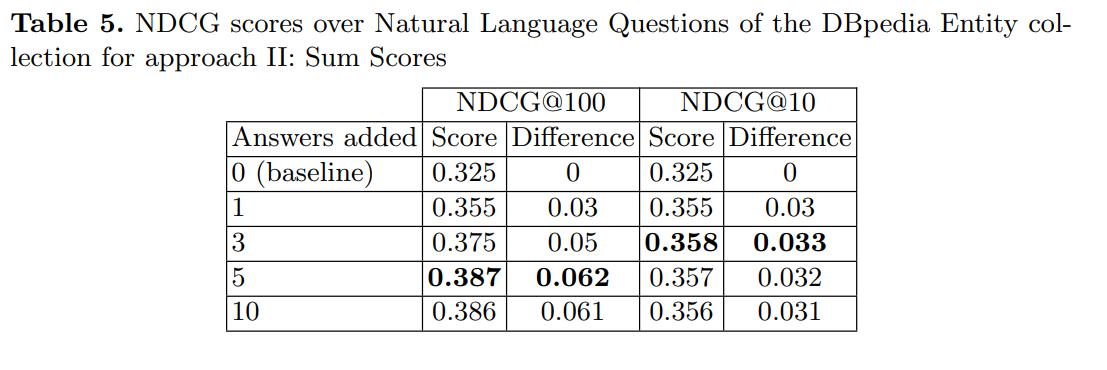 Table 5. NDCG scores over Natural Language Questions of the DBpedia Entity col-
lection for approach II: Sum Scores
NDCG@100 NDCG@10
Answers added Score Difference Score Difference
0 (baseline) 0.325 0 0.325 0
1 0.355 0.03 0.355 0.03
3 0.375 0.05 0.358 0.033
5 0.387 0.062 0.357 0.032
10 0.386 0.061 0.356 0.031